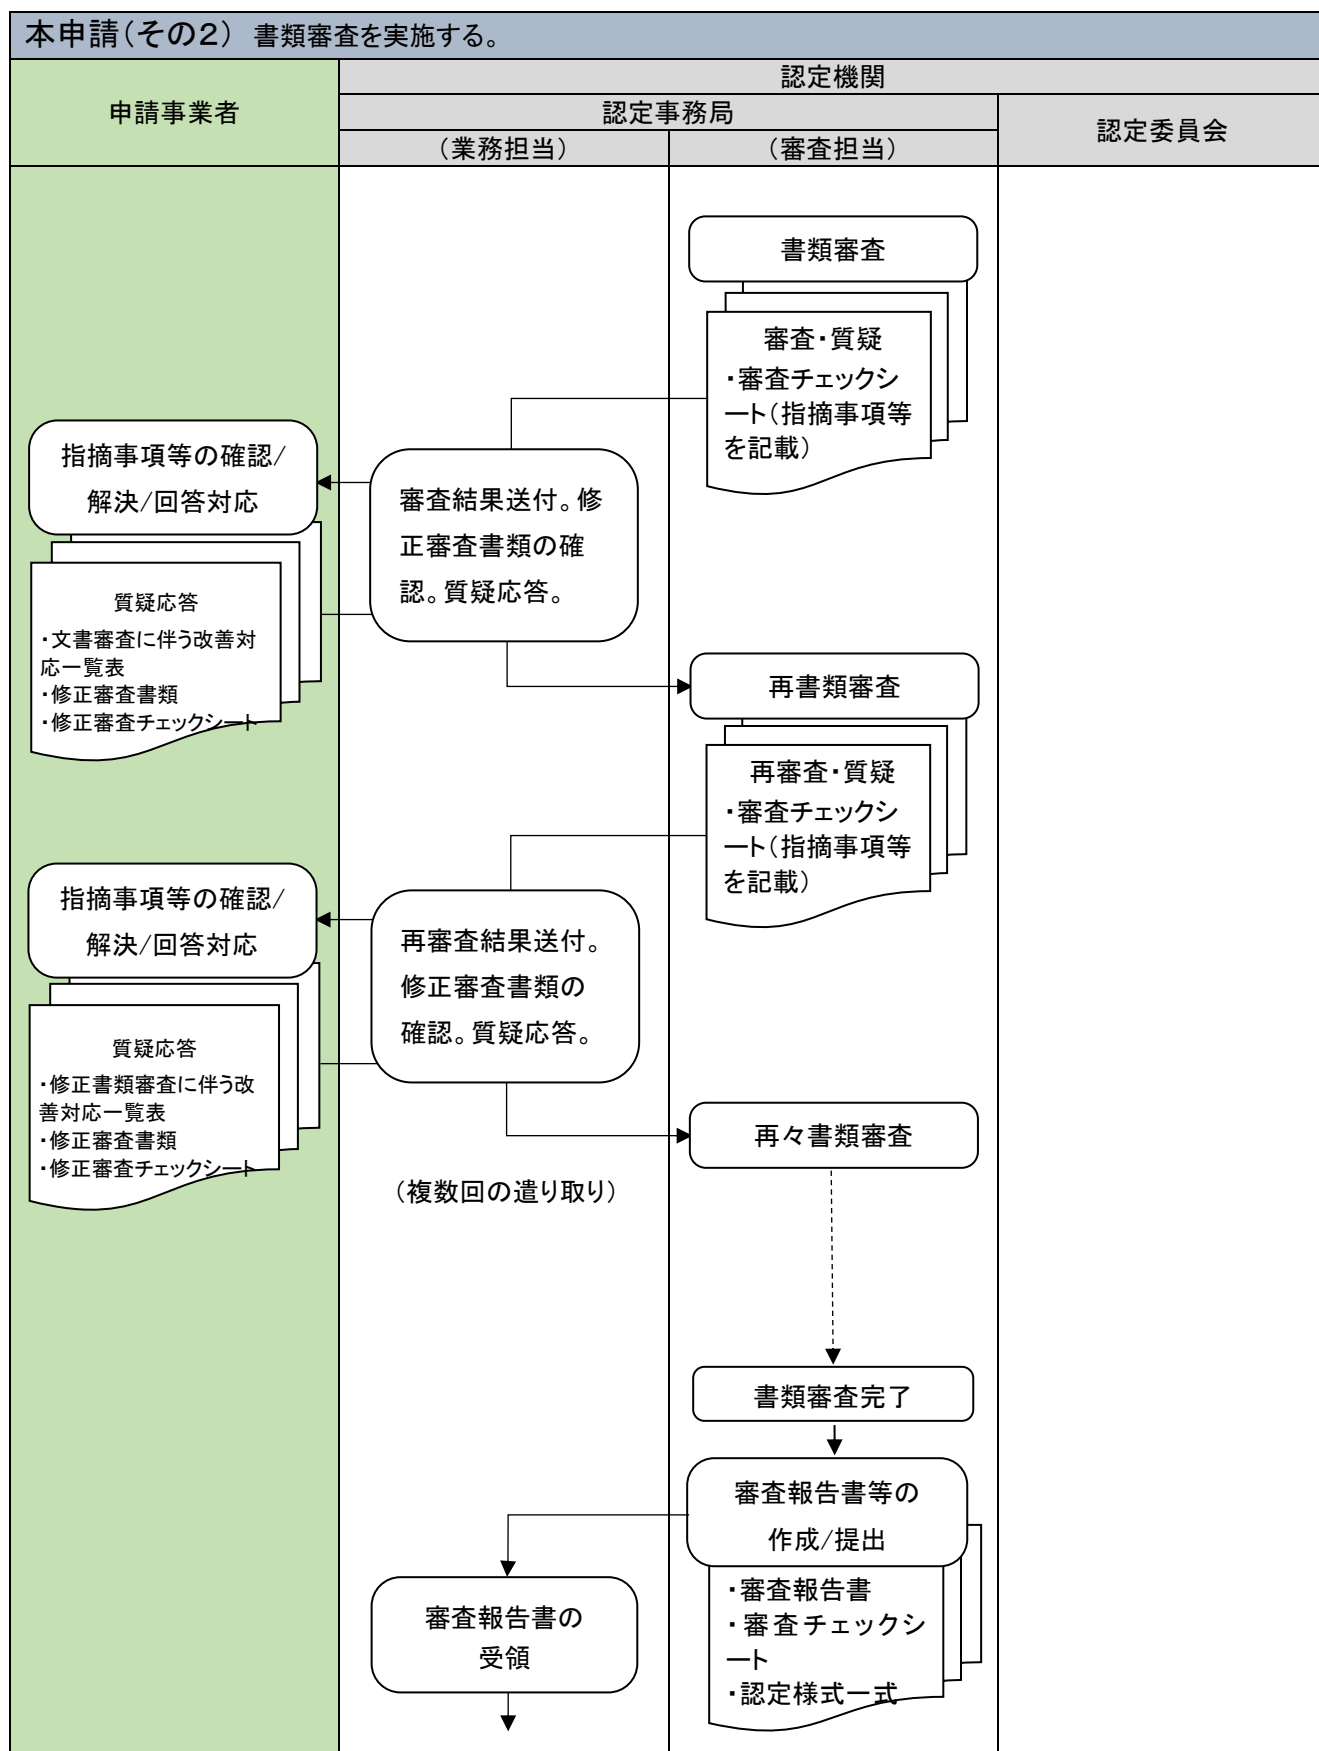 本申請(その2) 書類審査を実施する。
申請事業者
認定機関
認定事務局
認定委員会
(業務担当)
(審査担当)
書類審査
審査・質疑
・審査チェックシ
ート(指摘事項等
を記載)
指摘事項等の確認/
解決/回答対応
審査結果送付。修
正審査書類の確
認。質疑応答。
質疑応答
・文書審査に伴う改善対
応一覧表
・修正審査書類
・修正審査チェックシート
再書類審査
再審査・質疑
・審査チェックシ
ート(指摘事項等
を記載)
指摘事項等の確認/
解決/回答対応
再審査結果送付。
修正審査書類の
確認。質疑応答。
質疑応答
・修正書類審査に伴う改
善対応一覧表
・修正審査書類
・修正審査チェックシート
再々書類審査
(複数回の遣り取り)
書類審査完了
審査報告書等の
作成/提出
・審査報告書
・審査チェックシ
ート
・認定様式一式
審査報告書の
受領